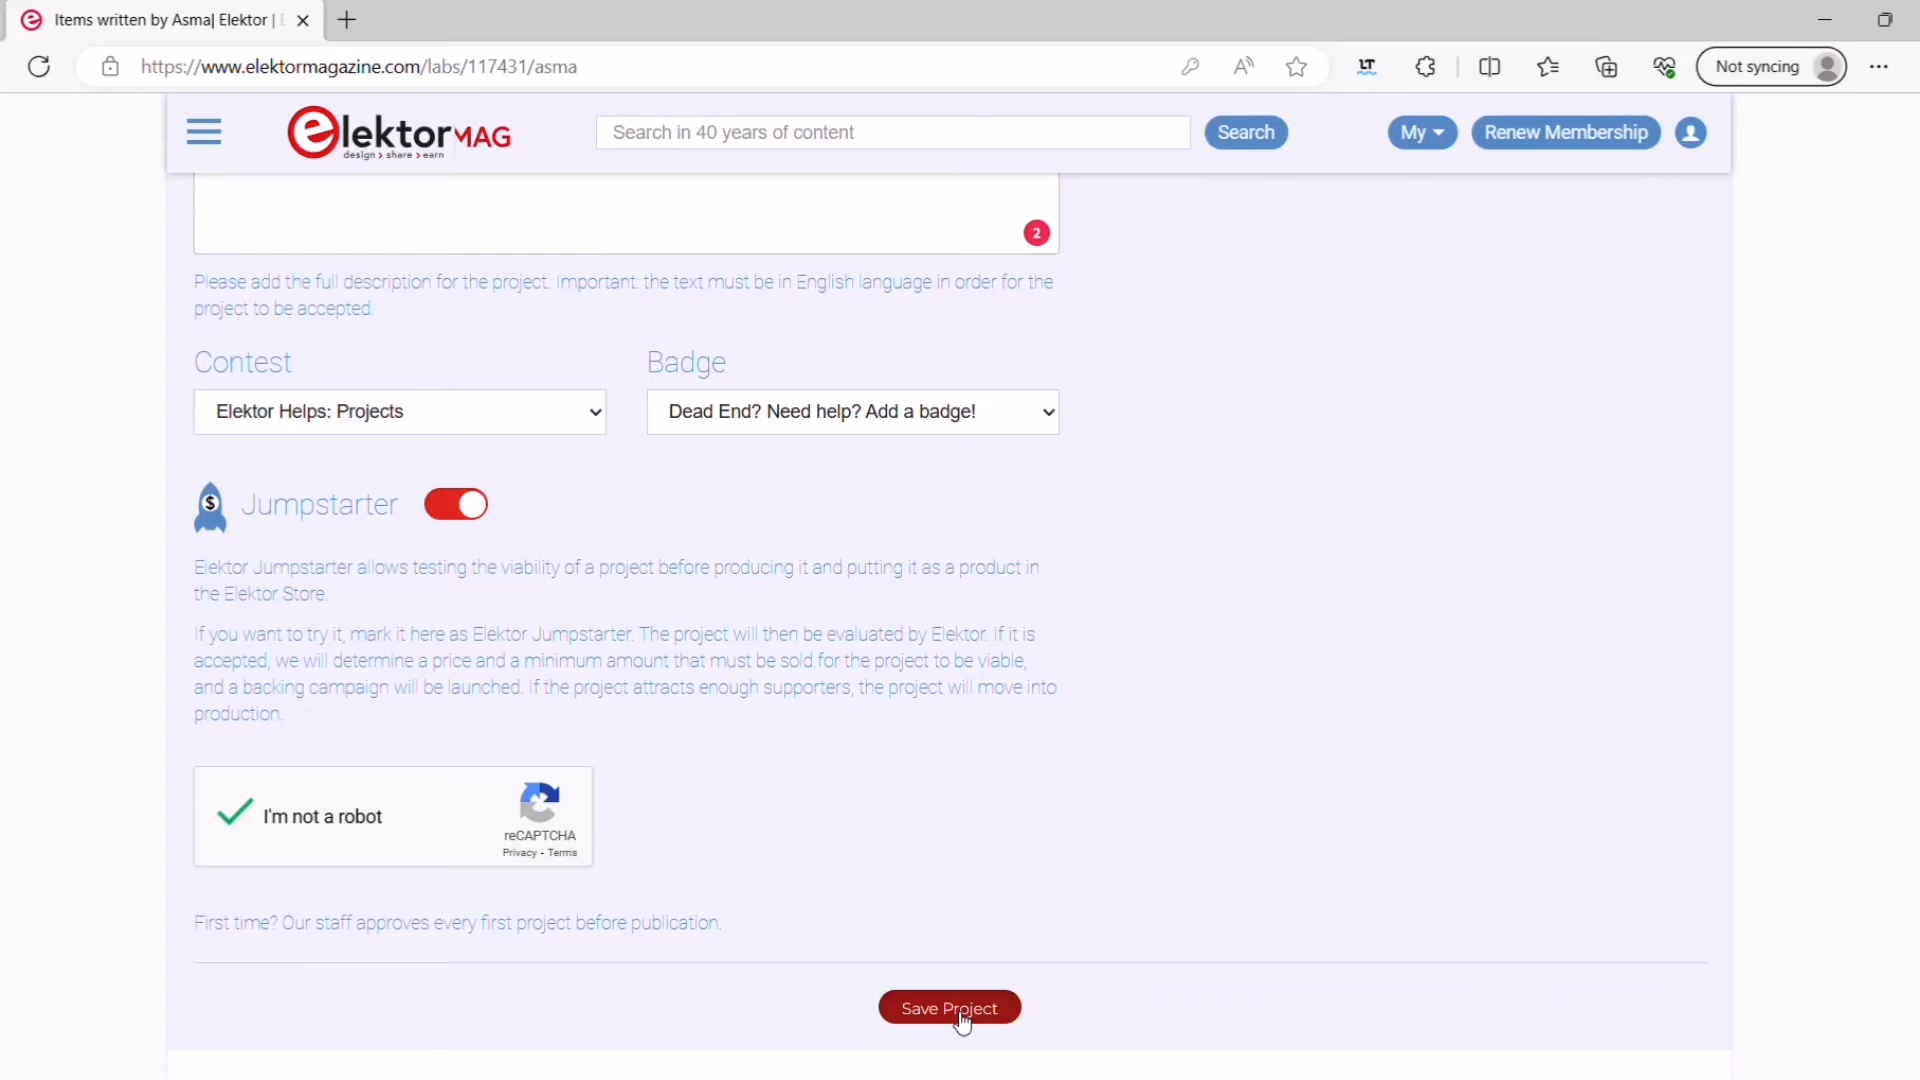 Items written by Asma| Elektor |
https://www.elektormagazine.com/labs/117431/asma
Not syncing
elektor MAG
design > share > earn
Search in 40 years of content
Search
My
Renew Membership
2
Please add the full description for the project. Important: the text must be in English language in order for the
project to be accepted.
Contest
Badge
Elektor Helps: Projects
Dead End? Need help? Add a badge!
$
Jumpstarter
Elektor Jumpstarter allows testing the viability of a project before producing it and putting it as a product in
the Elektor Store.
If you want to try it, mark it here as Elektor Jumpstarter. The project will then be evaluated by Elektor. If it is
accepted, we will determine a price and a minimum amount that must be sold for the project to be viable,
and a backing campaign will be launched. If the project attracts enough supporters, the project will move into
production.
I'm not a robot
reCAPTCHA
Privacy - Terms
First time? Our staff approves every first project before publication.
Save Project